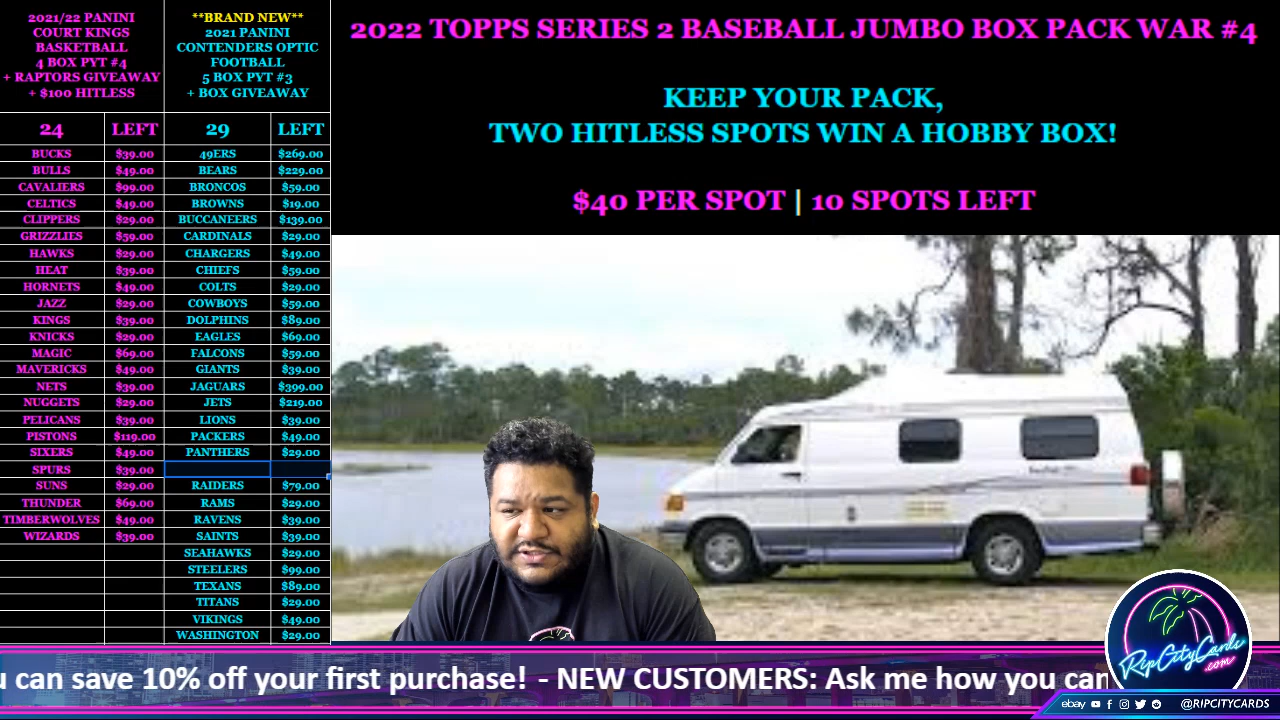 2021/22 PANINI
COURT KINGS
BASKETBALL
4 BOX PYT #4
+ RAPTORS GIVEAWAY
+ $100 HITLESS
24 LEFT
BUCKS $39.00
BULLS $49.00
CAVALIERS $99.00
CELTICS $49.00
CLIPPERS $29.00
GRIZZLIES $59.00
HAWKS $29.00
HEAT $39.00
HORNETS $49.00
JAZZ $29.00
KINGS $39.00
KNICKS $29.00
MAGIC $69.00
MAVERICKS $49.00
NETS $39.00
NUGGETS $29.00
PELICANS $39.00
PISTONS $119.00
SIXERS $49.00
SPURS $39.00
SUNS $29.00
THUNDER $69.00
TIMBERWOLVES $49.00
WIZARDS $39.00
**BRAND NEW**
2021 PANINI
CONTENDERS OPTIC
FOOTBALL
5 BOX PYT #3
+ BOX GIVEAWAY
29 LEFT
49ERS $269.00
BEARS $229.00
BRONCOS $59.00
BROWNS $19.00
BUCCANEERS $139.00
CARDINALS $29.00
CHARGERS $49.00
CHIEFS $59.00
COLTS $29.00
COWBOYS $59.00
DOLPHINS $89.00
EAGLES $69.00
FALCONS $59.00
GIANTS $39.00
JAGUARS $399.00
JETS $219.00
LIONS $39.00
PACKERS $49.00
PANTHERS $29.00
RAIDERS $79.00
RAMS $29.00
RAVENS $39.00
SAINTS $39.00
SEAHAWKS $29.00
STEELERS $99.00
TEXANS $89.00
TITANS $29.00
VIKINGS $49.00
WASHINGTON $29.00
2022 TOPPS SERIES 2 BASEBALL JUMBO BOX PACK WAR #4
KEEP YOUR PACK,
TWO HITLESS SPOTS WIN A HOBBY BOX!
$40 PER SPOT | 10 SPOTS LEFT
u can save 10% off your first purchase! - NEW CUSTOMERS: Ask me how you can
RipCityCards
.com
ebay @RIPCITYCARDS